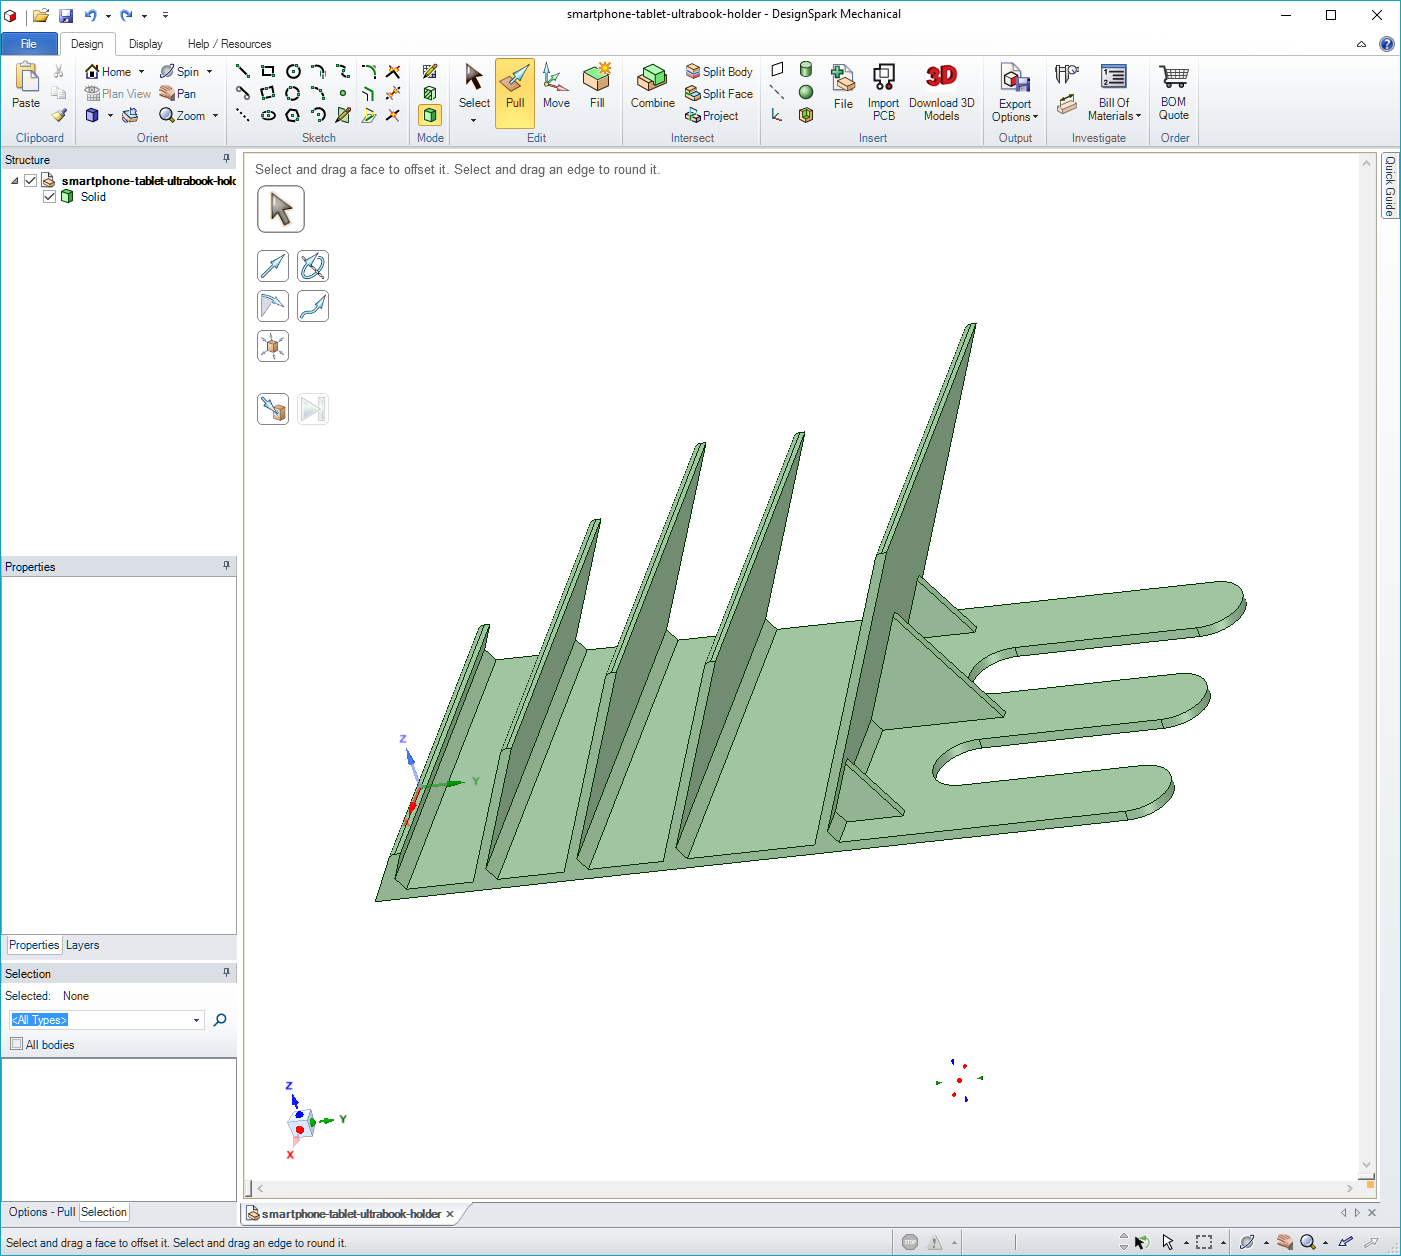 smartphone-tablet-ultrabook-holder - DesignSpark Mechanical
File Design Display Help / Resources
Paste
Clipboard
Home
Plan View
Spin
Pan
Zoom
Orient
Sketch
Mode
Select
Pull
Move
Fill
Edit
Combine
Split Body
Split Face
Project
Intersect
File
Import PCB
3D
Download 3D Models
Insert
Export Options
Output
Bill Of Materials
Investigate
BOM Quote
Order
Structure
smartphone-tablet-ultrabook-hold
Solid
Select and drag a face to offset it. Select and drag an edge to round it.
Quick Guide
Z
Y
X
Properties
Properties Layers
Selection
Selected: None
<All Types>
All bodies
Z
Y
X
Options - Pull Selection
smartphone-tablet-ultrabook-holder
Select and drag a face to offset it. Select and drag an edge to round it.
STOP